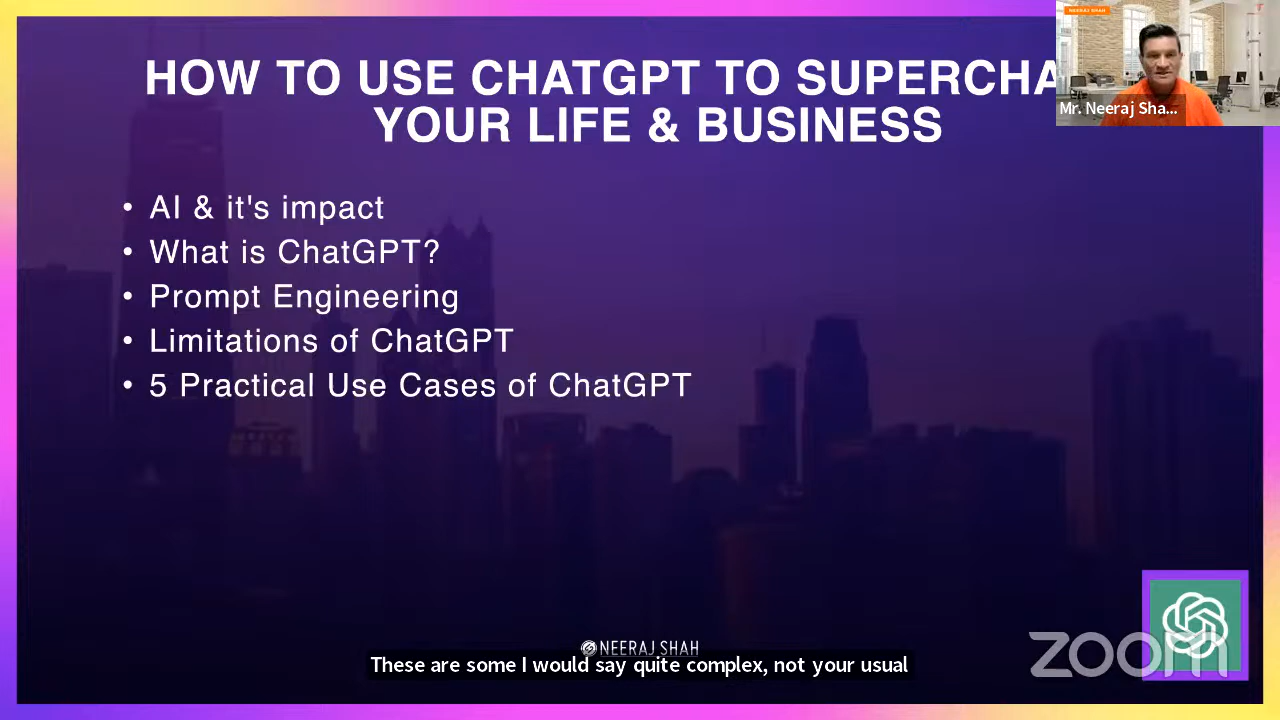 HOW TO USE CHATGPT TO SUPERCHA
YOUR LIFE & BUSINESS
NEERAJ SHAH
Mr. Neeraj Sha...
• AI & it's impact
• What is ChatGPT?
• Prompt Engineering
• Limitations of ChatGPT
• 5 Practical Use Cases of ChatGPT
NEERAJ SHAH
These are some I would say quite complex, not your usual
zoom